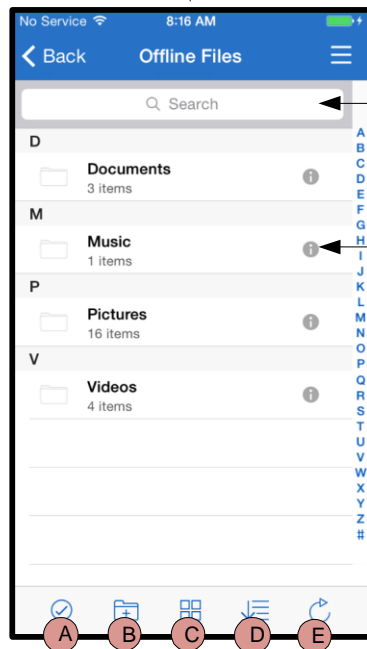 No Service 8:16 AM
Back Offline Files
Search
D
Documents
3 items
M
Music
1 items
P
Pictures
16 items
V
Videos
4 items
A
B
C
D
E
F
G
H
I
J
K
L
M
N
O
P
Q
R
S
T
U
V
W
X
Y
Z
#
A B C D E